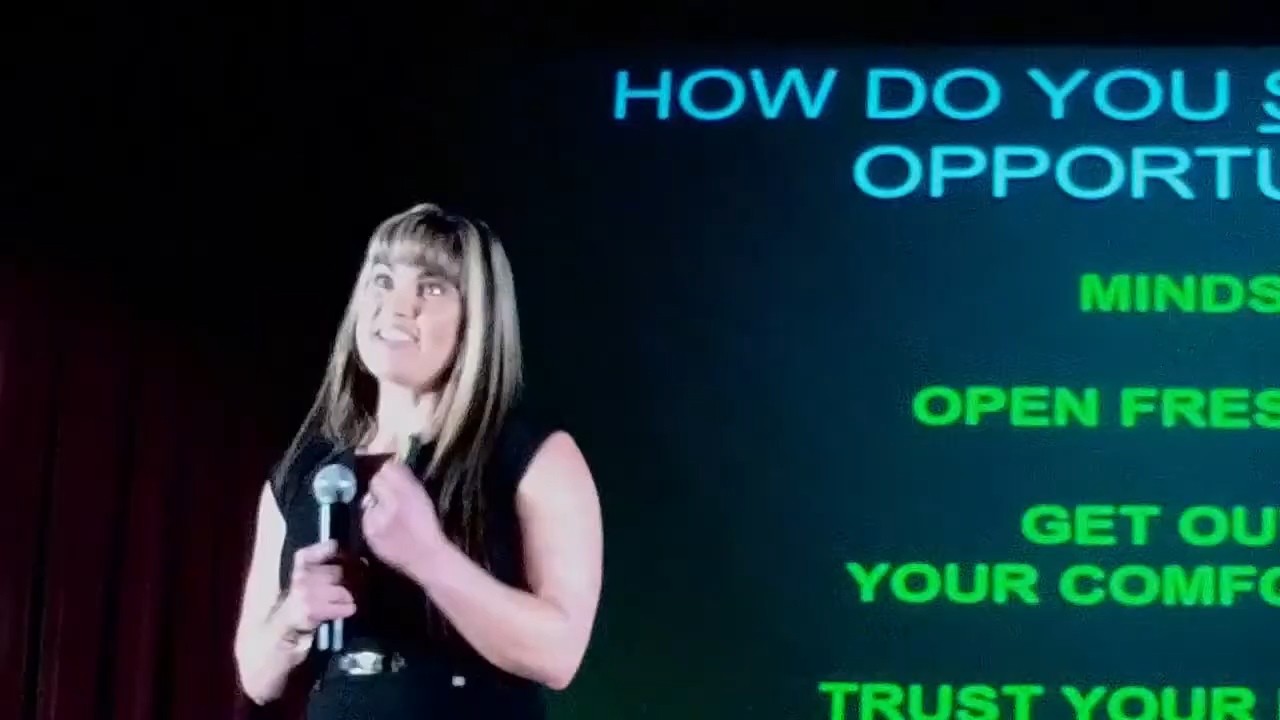 HOW DO YOU
OPPORTU
MINDS
OPEN FRES
GET OU
YOUR COMFO
TRUST YOUR